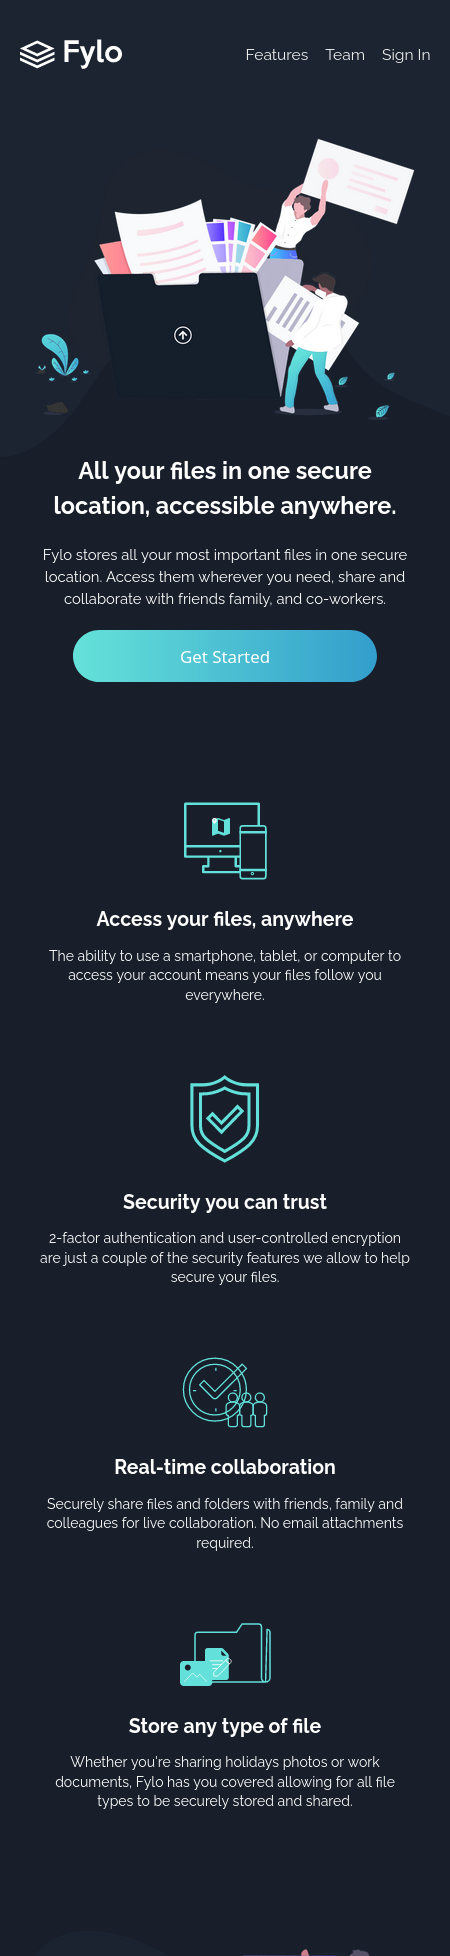 Fylo
Features Team Sign In
All your files in one secure
location, accessible anywhere.
Fylo stores all your most important files in one secure
location. Access them wherever you need, share and
collaborate with friends family, and co-workers.
Get Started
Access your files, anywhere
The ability to use a smartphone, tablet, or computer to
access your account means your files follow you
everywhere.
Security you can trust
2-factor authentication and user-controlled encryption
are just a couple of the security features we allow to help
secure your files.
Real-time collaboration
Securely share files and folders with friends, family and
colleagues for live collaboration. No email attachments
required.
Store any type of file
Whether you're sharing holidays photos or work
documents, Fylo has you covered allowing for all file
types to be securely stored and shared.